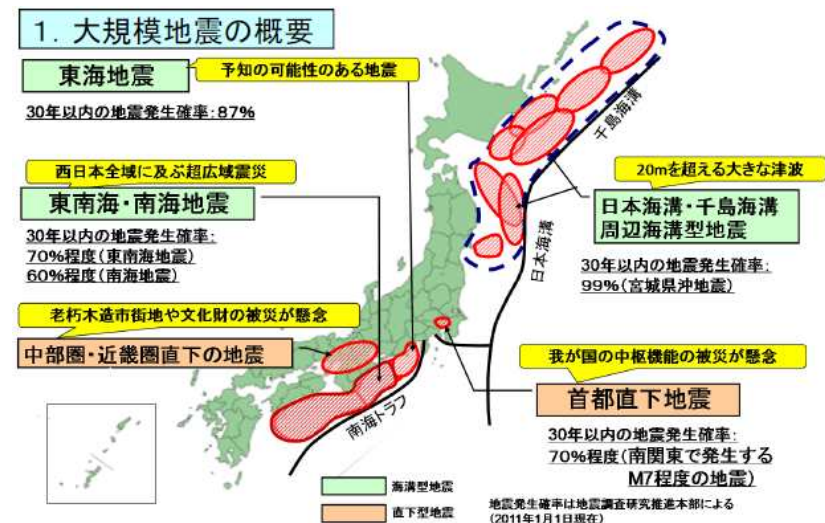 1. 大規模地震の概要
東海地震
予知の可能性のある地震
30年以内の地震発生確率:87%
西日本全域に及ぶ超広域震災
東南海・南海地震
30年以内の地震発生確率:
70%程度(東南海地震)
60%程度(南海地震)
老朽木造市街地や文化財の被災が懸念
中部圏・近畿圏直下の地震
千島海溝
20mを超える大きな津波
日本海溝・千島海溝
周辺海溝型地震
30年以内の地震発生確率:
99%(宮城県沖地震)
日本海溝
我が国の中枢機能の被災が懸念
首都直下地震
30年以内の地震発生確率:
70%程度(南関東で発生する
M7程度の地震)
南海トラフ
海溝型地震
直下型地震
地震発生確率は地震調査研究推進本部による
(2011年1月1日現在)